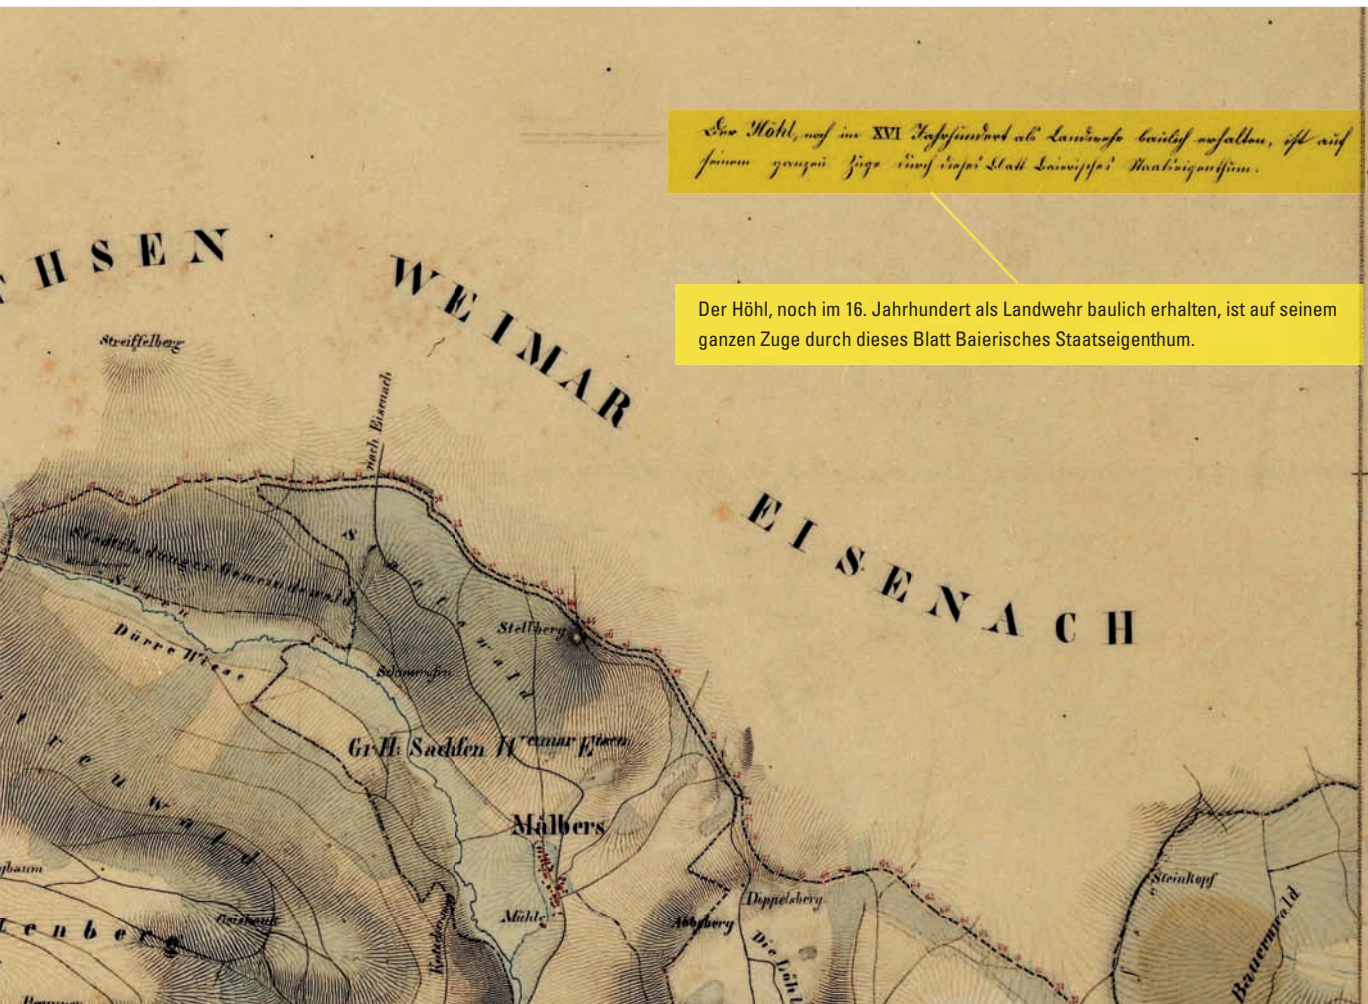 Der Höhl, noch im XVI Jahrhundert als Landwehr baulich erhalten, ist auf
seinem ganzen Zuge durch dieses Blatt Baierisches Staatseigenthum.
Der Höhl, noch im 16. Jahrhundert als Landwehr baulich erhalten, ist auf seinem
ganzen Zuge durch dieses Blatt Baierisches Staatseigenthum.
HSEN
WEIMAR
EISENACH
Streiffelberg
nach Eisenach
Stellberg
Dürre Wiese
Gr. H. Sachsen Weimar Eisen
Målbers
Mühle
Doppelsberg
Abbsberg
Die Höhl
Steinkopf
Bauernwald